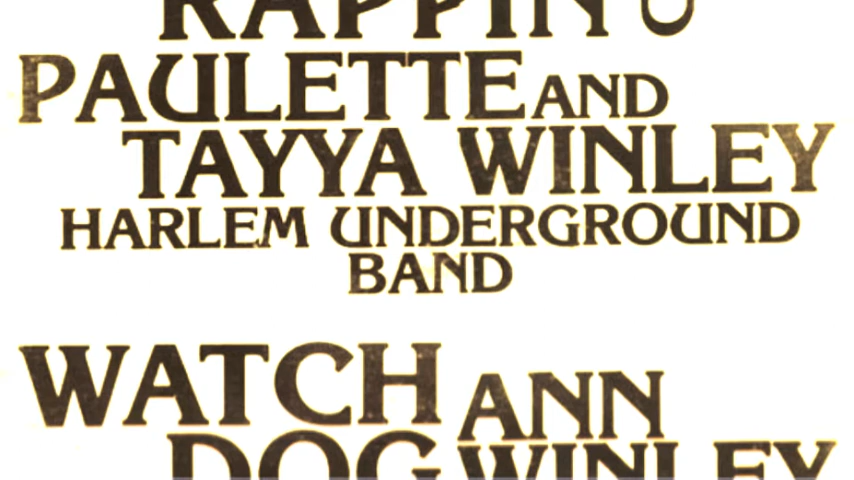 RAPPIN
PAULETTE AND
TAYYA WINLEY
HARLEM UNDERGROUND
BAND
WATCH ANN
DOG WINLEY